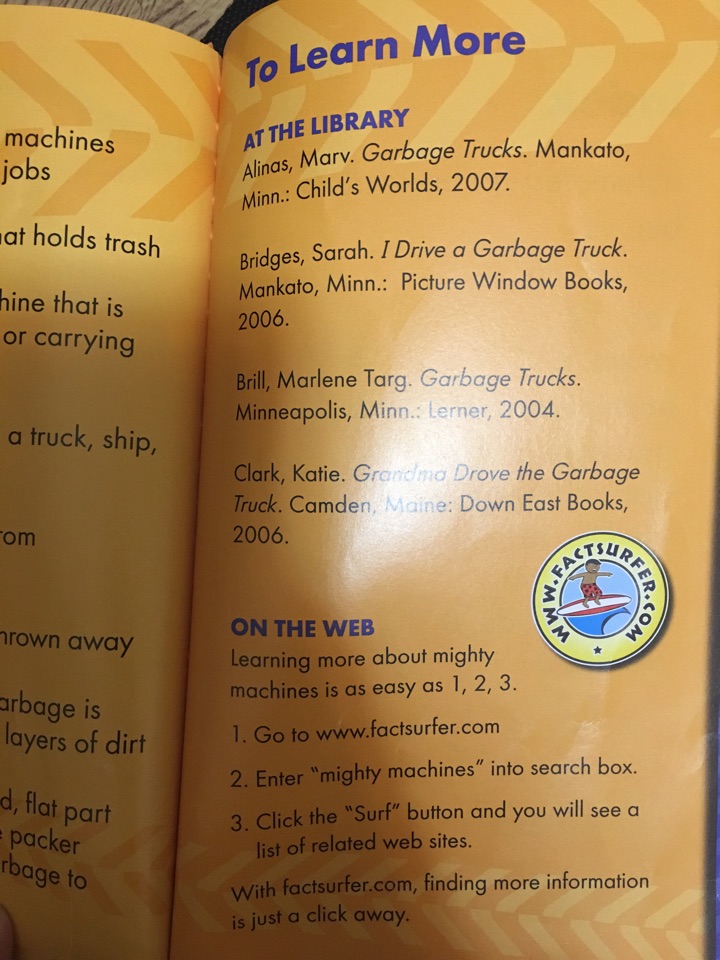 machines
jobs
hat holds trash
hine that is
or carrying
a truck, ship,
rom
hrown away
arbage is
layers of dirt
d, flat part
packer
rbage to
To Learn More
AT THE LIBRARY
Alinas, Marv. Garbage Trucks. Mankato,
Minn.: Child's Worlds, 2007.
Bridges, Sarah. I Drive a Garbage Truck.
Mankato, Minn.: Picture Window Books,
2006.
Brill, Marlene Targ. Garbage Trucks.
Minneapolis, Minn.: Lerner, 2004.
Clark, Katie. Grandma Drove the Garbage
Truck. Camden, Maine: Down East Books,
2006.
WWW.FACTSURFER.COM
ON THE WEB
Learning more about mighty
machines is as easy as 1, 2, 3.
1. Go to www.factsurfer.com
2. Enter "mighty machines" into search box.
3. Click the "Surf" button and you will see a
list of related web sites.
With factsurfer.com, finding more information
is just a click away.